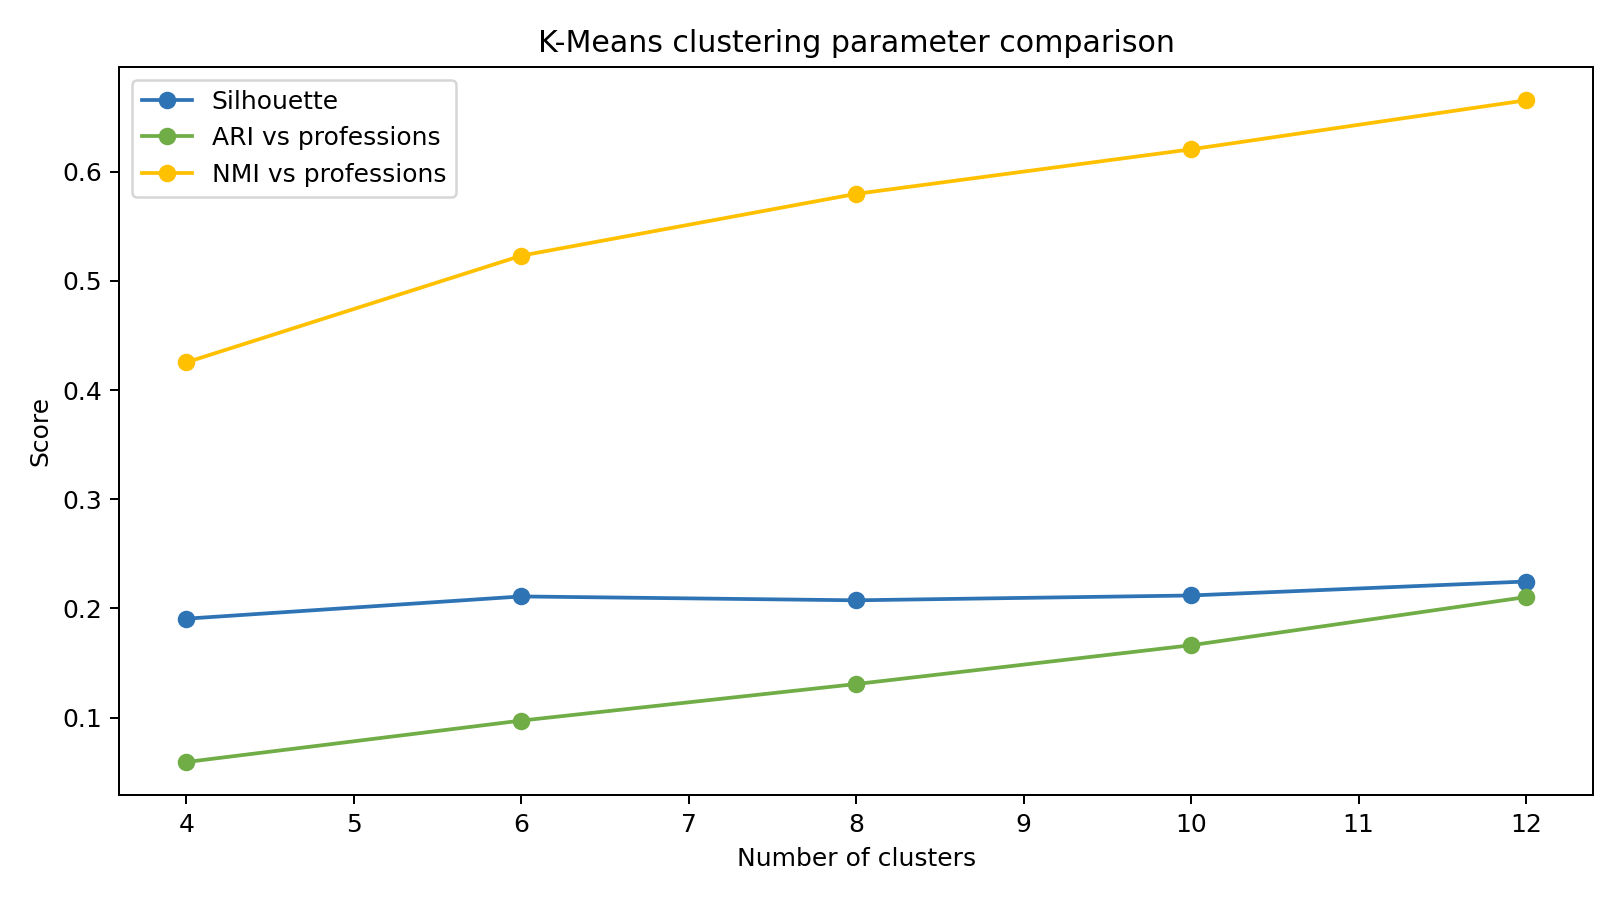 K-Means clustering parameter comparison
Silhouette
ARI vs professions
NMI vs professions
0.6
0.5
0.4
0.3
0.2
0.1
Score
4 5 6 7 8 9 10 11 12
Number of clusters